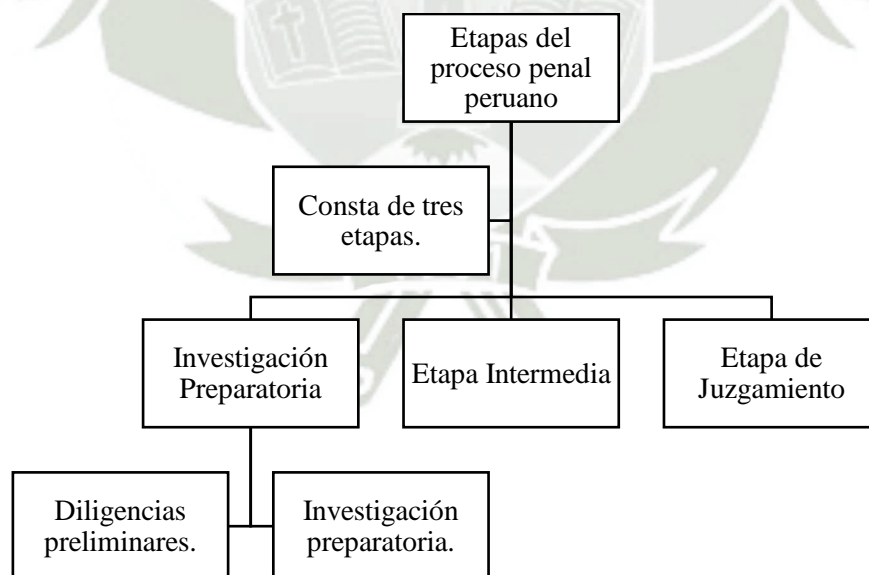 Etapas del
proceso penal
peruano
Consta de tres
etapas.
Investigación
Preparatoria
Etapa Intermedia
Etapa de
Juzgamiento
Diligencias
preliminares.
Investigación
preparatoria.